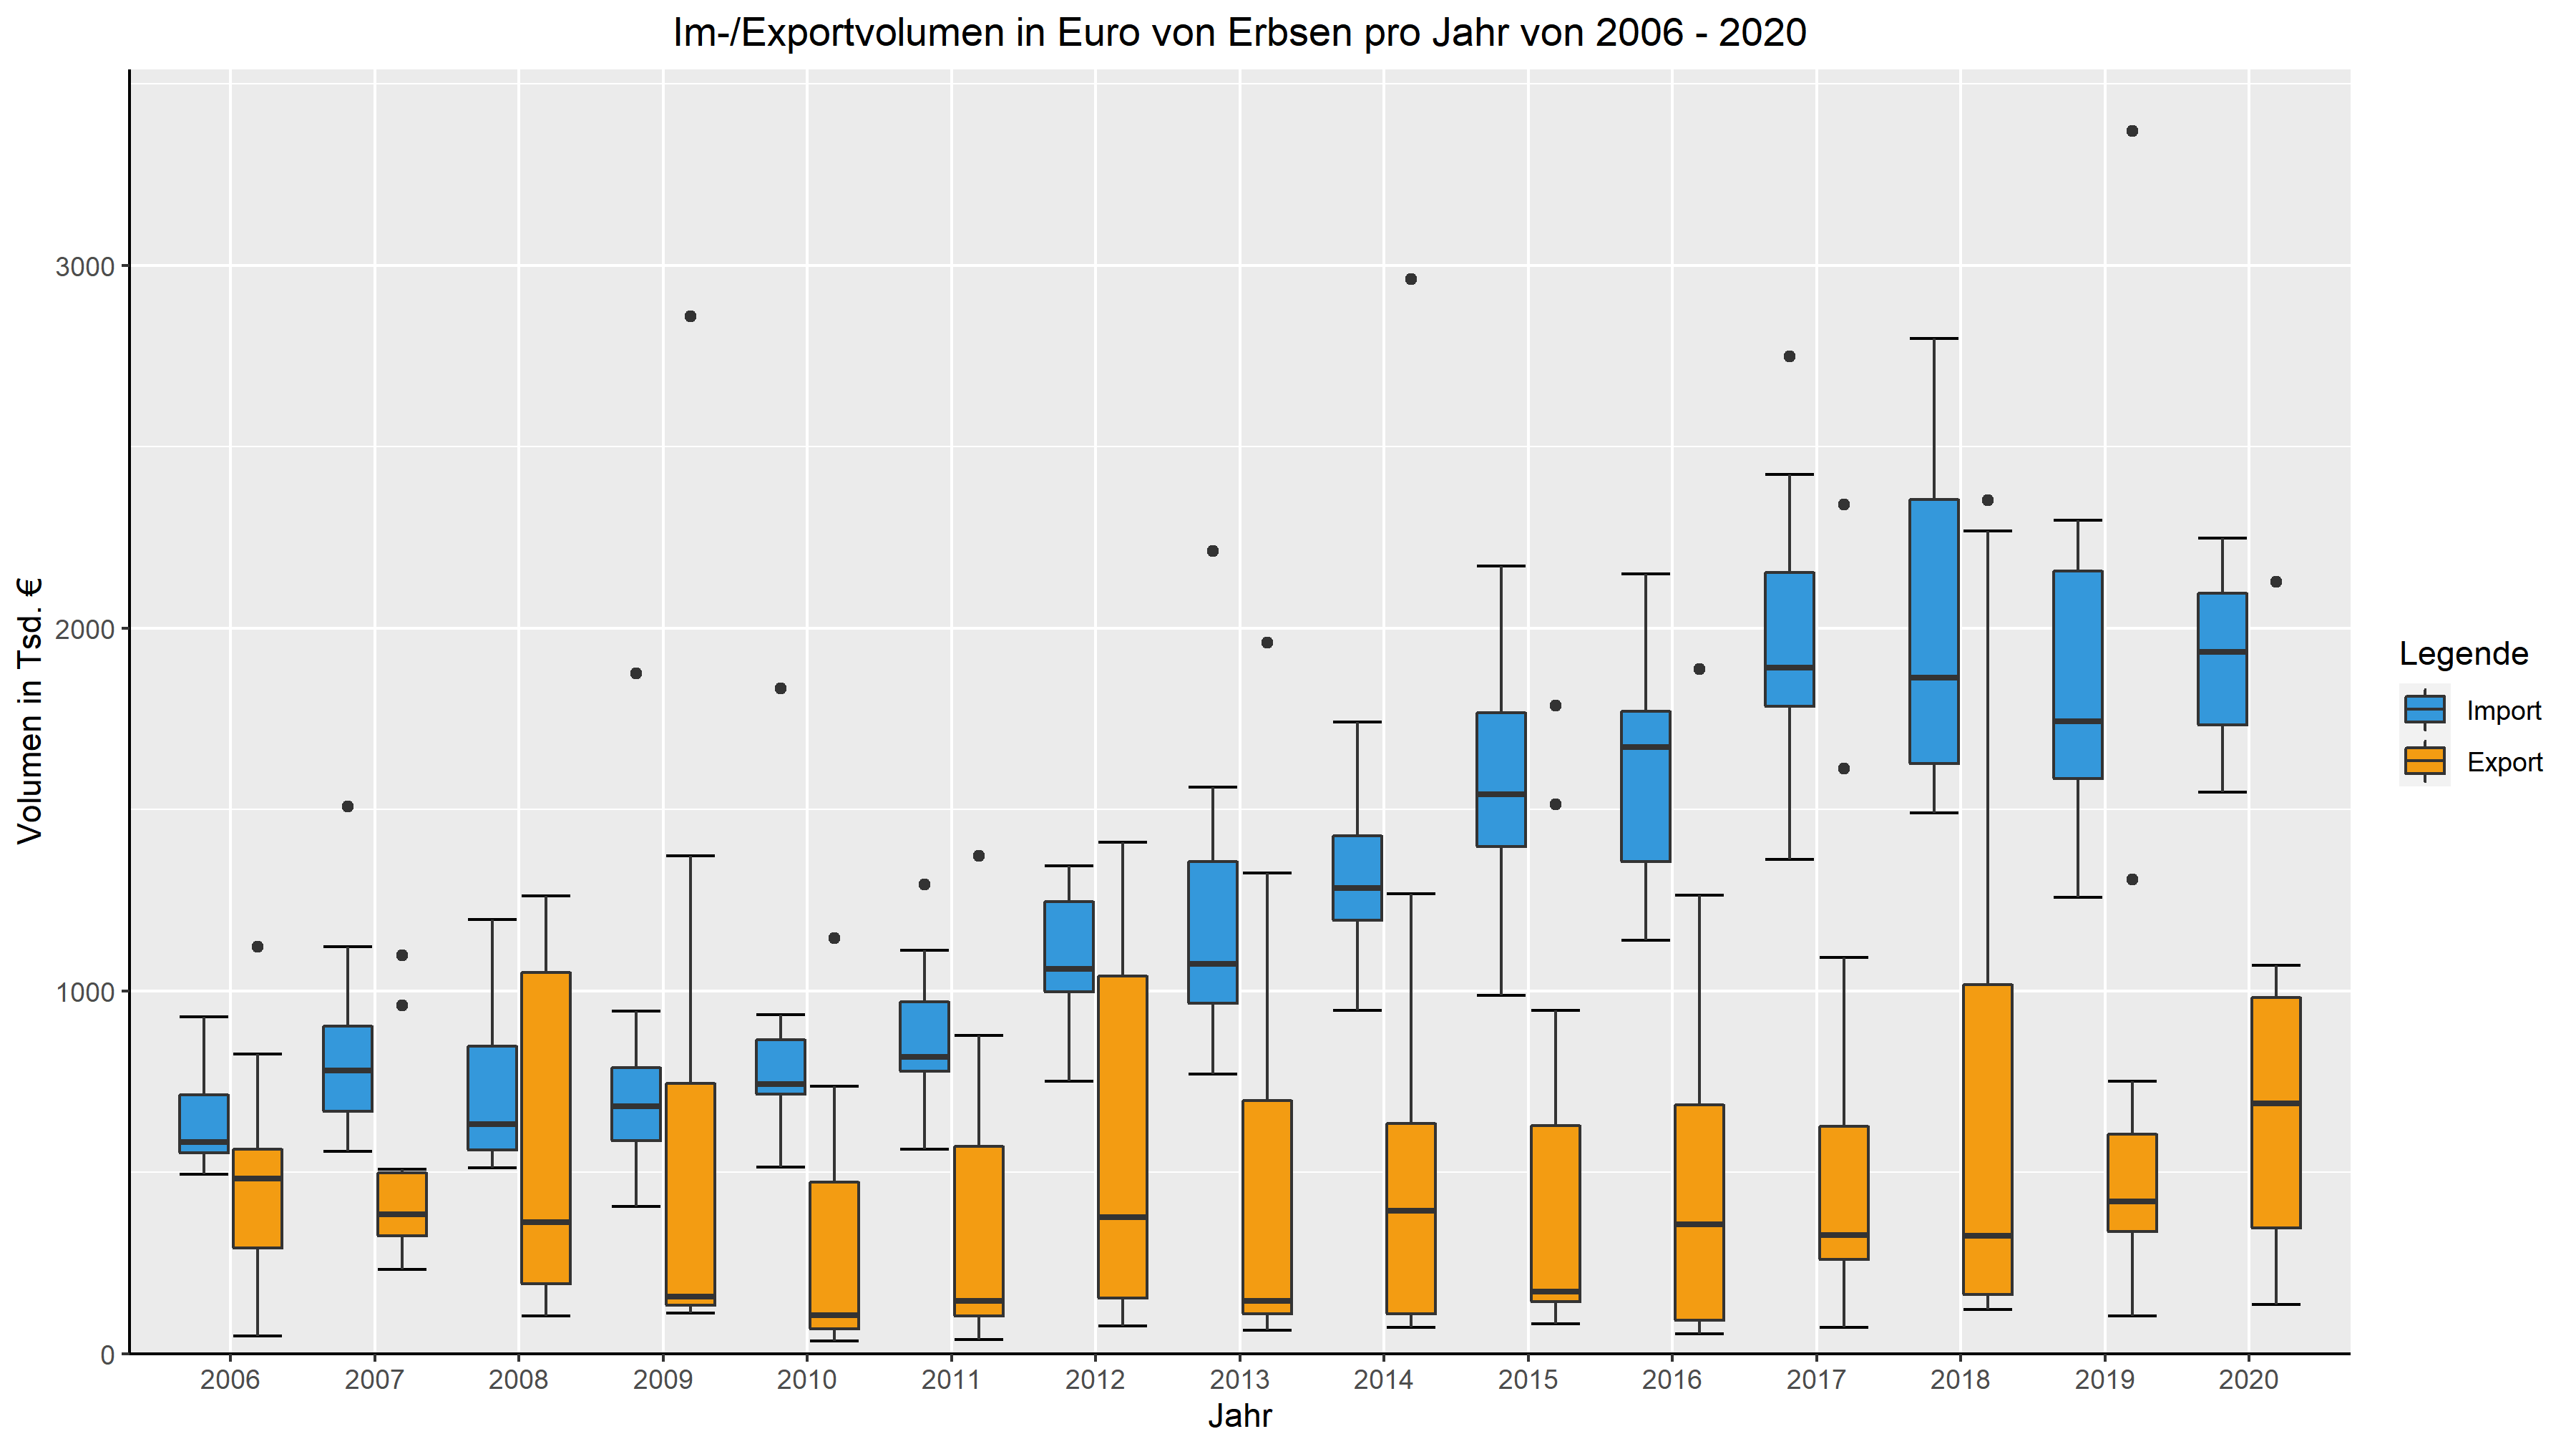 Im-/Exportvolumen in Euro von Erbsen pro Jahr von 2006 - 2020
Volumen in Tsd. €
3000
2000
1000
0
2006 2007 2008 2009 2010 2011 2012 2013 2014 2015 2016 2017 2018 2019 2020
Jahr
Legende
Import
Export